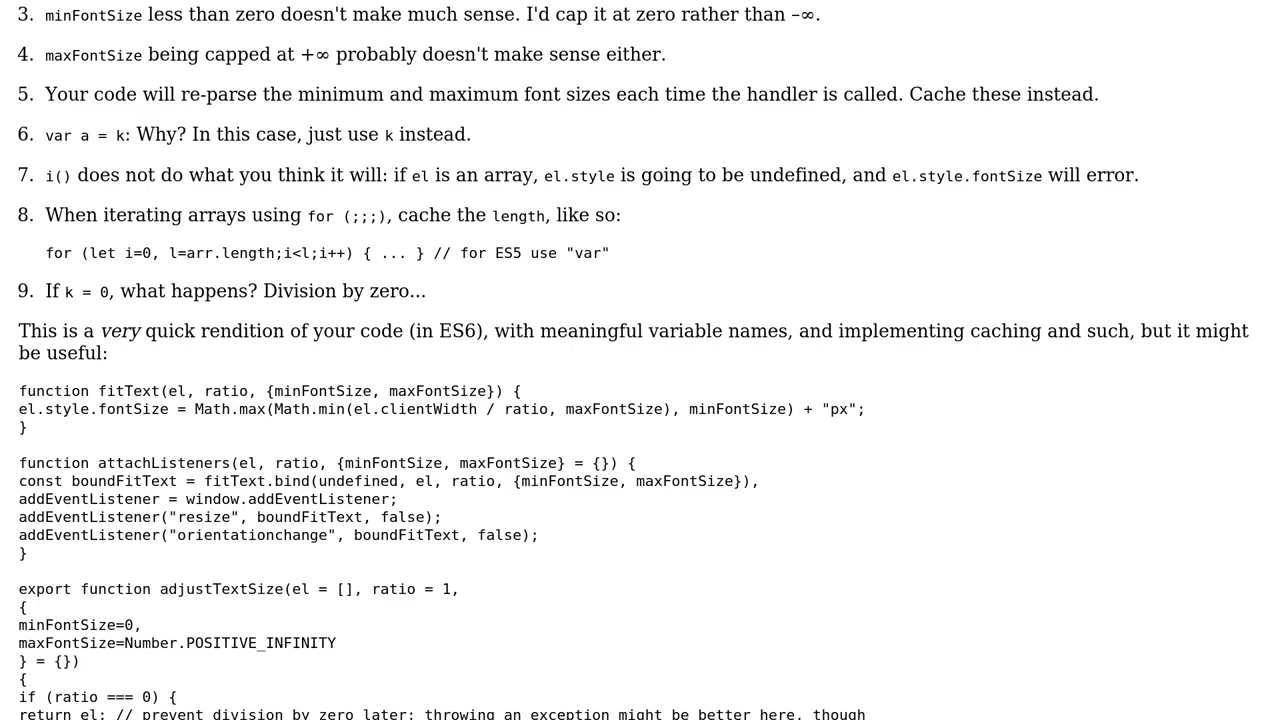 3. minFontSize less than zero doesn't make much sense. I'd cap it at zero rather than −∞.
4. maxFontSize being capped at +∞ probably doesn't make sense either.
5. Your code will re-parse the minimum and maximum font sizes each time the handler is called. Cache these instead.
6. var a = k: Why? In this case, just use k instead.
7. i() does not do what you think it will: if el is an array, el.style is going to be undefined, and el.style.fontSize will error.
8. When iterating arrays using for (;;;), cache the length, like so:
for (let i=0, l=arr.length;i<l;i++) { ... } // for ES5 use "var"
9. If k = 0, what happens? Division by zero...
This is a very quick rendition of your code (in ES6), with meaningful variable names, and implementing caching and such, but it might
be useful:
function fitText(el, ratio, {minFontSize, maxFontSize}) {
el.style.fontSize = Math.max(Math.min(el.clientWidth / ratio, maxFontSize), minFontSize) + "px";
}
function attachListeners(el, ratio, {minFontSize, maxFontSize} = {}) {
const boundFitText = fitText.bind(undefined, el, ratio, {minFontSize, maxFontSize}),
addEventListener = window.addEventListener;
addEventListener("resize", boundFitText, false);
addEventListener("orientationchange", boundFitText, false);
}
export function adjustTextSize(el = [], ratio = 1,
{
minFontSize=0,
maxFontSize=Number.POSITIVE_INFINITY
} = {})
{
if (ratio === 0) {
return el; // prevent division by zero later; throwing an exception might be better here, though